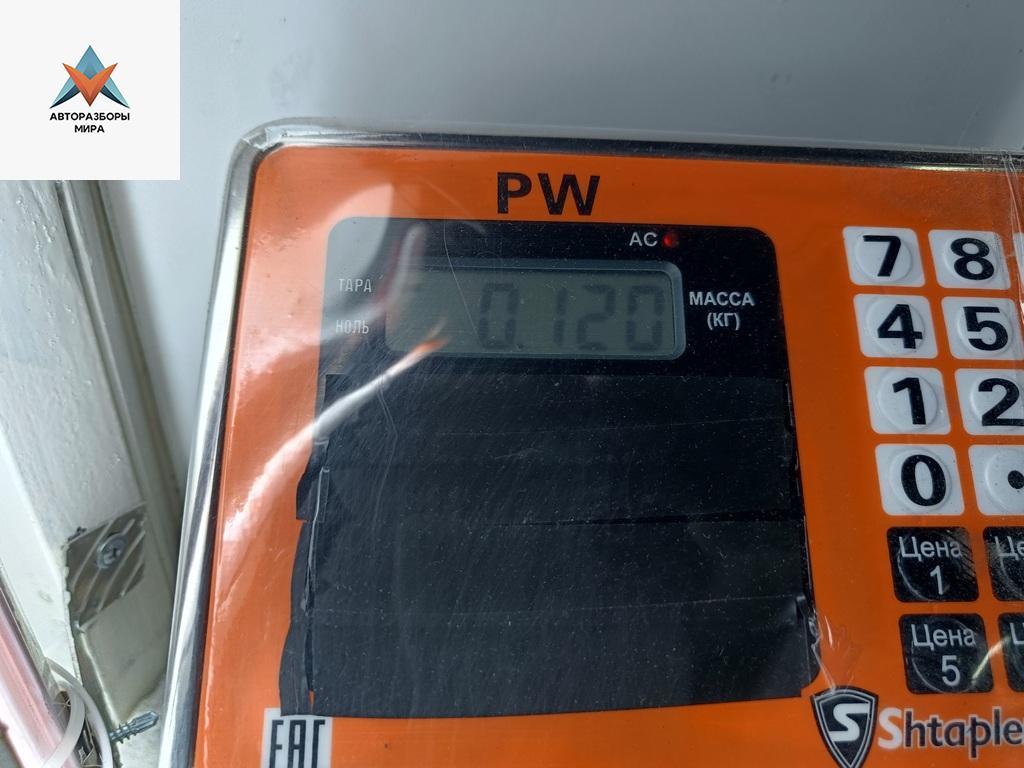 АВТОРАЗБОРЫ
МИРА
PW
AC
ТАРА
НОЛЬ
0.120
МАССА
(КГ)
7 8
4 5
1 2
0 .
Цена
1
Цена
5
EAC
S Shtaple